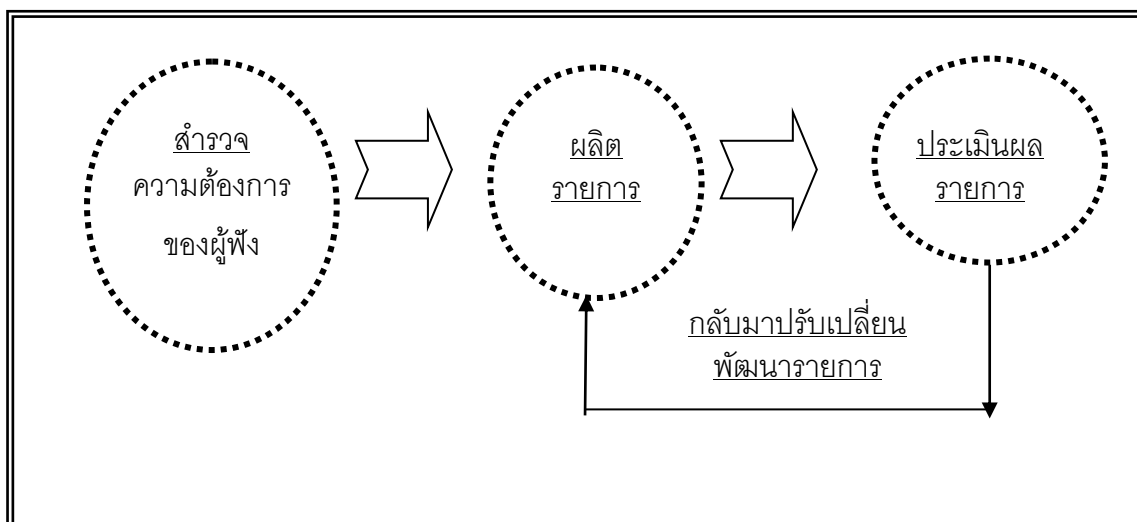 สำรวจ
ความต้องการ
ของผู้ฟัง
ผลิต
รายการ
ประเมินผล
รายการ
กลับมาปรับเปลี่ยน
พัฒนารายการ